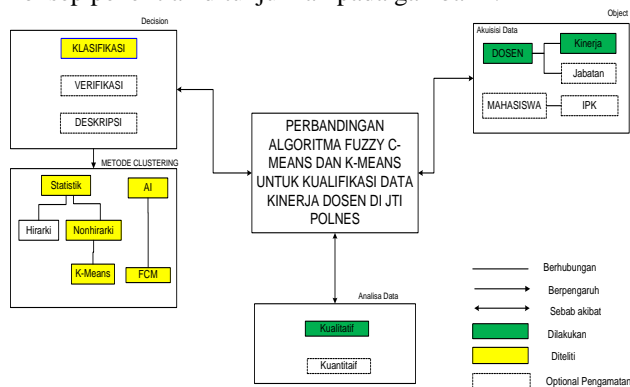 Decision
KLASIFIKASI
VERIFIKASI
DESKRIPSI
METODE CLUSTERING
Statistik
AI
Hirarki
Nonhirarki
K-Means
FCM
PERBANDINGAN
ALGORITMA FUZZY C-
MEANS DAN K-MEANS
UNTUK KUALIFIKASI DATA
KINERJA DOSEN DI JTI
POLNES
Object
Akuisisi Data
DOSEN
Kinerja
Jabatan
MAHASISWA
IPK
Analisa Data
Kualitatif
Kuantitaif
Berhubungan
Berpengaruh
Sebab akibat
Dilakukan
Diteliti
Optional Pengamatan